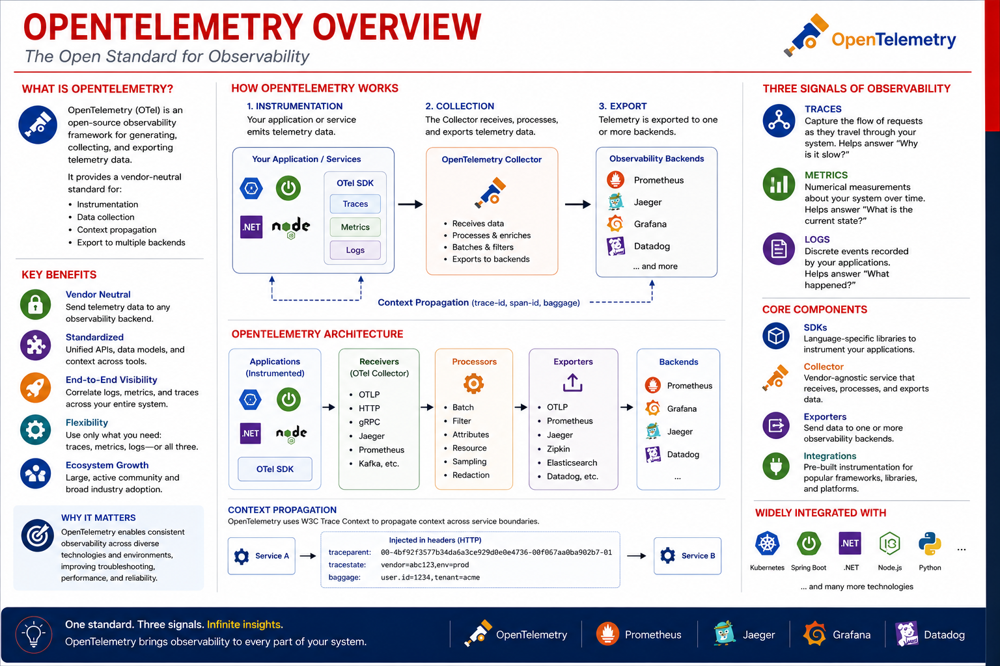 OPENTELEMETRY OVERVIEW
The Open Standard for Observability
OpenTelemetry
WHAT IS OPENTELEMETRY?
OpenTelemetry (OTel) is an
open-source observability
framework for generating,
collecting, and exporting
telemetry data.
It provides a vendor-neutral
standard for:
• Instrumentation
• Data collection
• Context propagation
• Export to multiple backends
KEY BENEFITS
Vendor Neutral
Send telemetry data to any
observability backend.
Standardized
Unified APIs, data models, and
context across tools.
End-to-End Visibility
Correlate logs, metrics, and traces
across your entire system.
Flexibility
Use only what you need:
traces, metrics, logs—or all three.
Ecosystem Growth
Large, active community and
broad industry adoption.
WHY IT MATTERS
OpenTelemetry enables consistent
observability across diverse
technologies and environments,
improving troubleshooting,
performance, and reliability.
HOW OPENTELEMETRY WORKS
1. INSTRUMENTATION
Your application or service
emits telemetry data.
Your Application / Services
.NET
node
OTel SDK
Traces
Metrics
Logs
2. COLLECTION
The Collector receives, processes,
and exports telemetry data.
OpenTelemetry Collector
• Receives data
• Processes & enriches
• Batches & filters
• Exports to backends
3. EXPORT
Telemetry is exported to one
or more backends.
Observability Backends
Prometheus
Jaeger
Grafana
Datadog
... and more
Context Propagation (trace-id, span-id, baggage)
OPENTELEMETRY ARCHITECTURE
Applications
(Instrumented)
.NET
node
OTel SDK
Receivers
(OTel Collector)
• OTLP
• HTTP
• gRPC
• Jaeger
• Prometheus
• Kafka, etc.
Processors
• Batch
• Filter
• Attributes
• Resource
• Sampling
• Redaction
Exporters
• OTLP
• Prometheus
• Jaeger
• Zipkin
• Elasticsearch
• Datadog, etc.
Backends
Prometheus
Grafana
Jaeger
Datadog
...
CONTEXT PROPAGATION
OpenTelemetry uses W3C Trace Context to propagate context across service boundaries.
Service A
Injected in headers (HTTP)
traceparent: 00-4bf92f3577b34da6a3ce929d0e0e4736-00f067aa0ba902b7-01
tracestate: vendor=abc123,env=prod
baggage: user.id=1234,tenant=acme
Service B
THREE SIGNALS OF OBSERVABILITY
TRACES
Capture the flow of requests
as they travel through your
system. Helps answer “Why
is it slow?”
METRICS
Numerical measurements
about your system over time.
Helps answer “What is the
current state?”
LOGS
Discrete events recorded
by your applications.
Helps answer “What
happened?”
CORE COMPONENTS
SDKs
Language-specific libraries to
instrument your applications.
Collector
Vendor-agnostic service that
receives, processes, and exports
data.
Exporters
Send data to one or more
observability backends.
Integrations
Pre-built instrumentation for
popular frameworks, libraries,
and platforms.
WIDELY INTEGRATED WITH
.NET
...
Kubernetes Spring Boot .NET Node.js Python
... and many more technologies
One standard. Three signals. Infinite insights.
OpenTelemetry brings observability to every part of your system.
OpenTelemetry
Prometheus
Jaeger
Grafana
Datadog